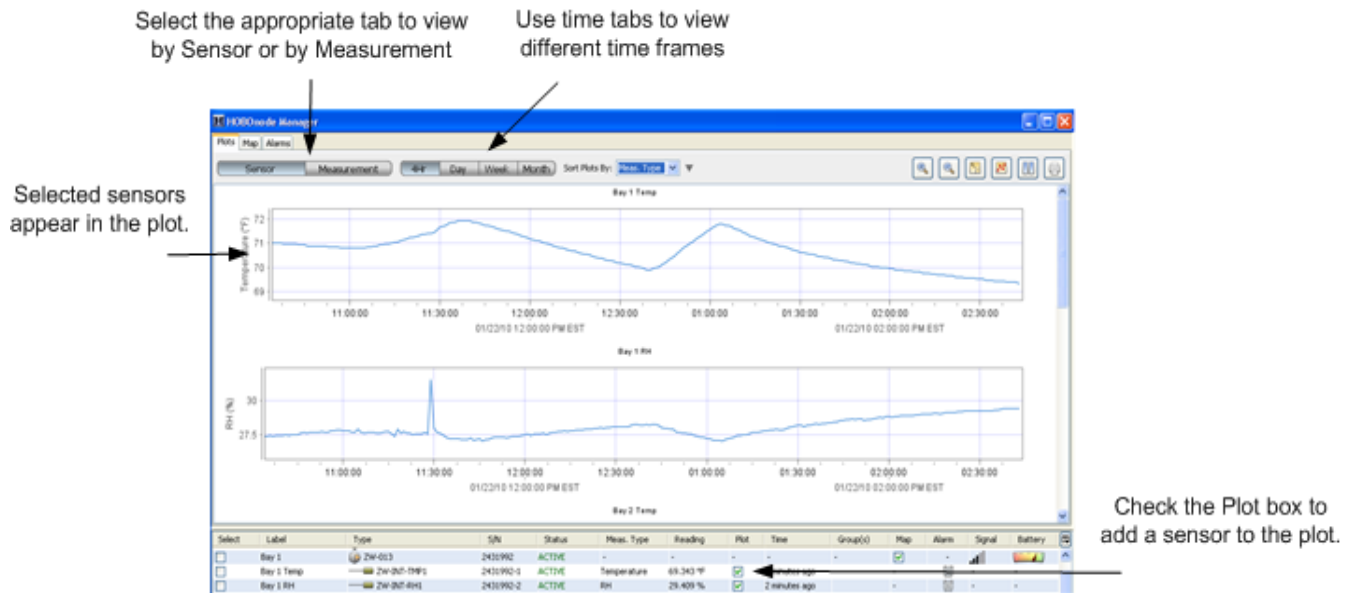 Select the appropriate tab to view
by Sensor or by Measurement
Use time tabs to view
different time frames
Selected sensors
appear in the plot.
HOBOnode Manager
Plots Map Alarms
Sensor Measurement 4Hr Day Week Month Sort Plots By: Meas. Type
Bay 1 Temp
Temperature (°F)
72
71
70
69
11:00:00 11:30:00 12:00:00 12:30:00 01:00:00 01:30:00 02:00:00 02:30:00
01/22/10 12:00:00 PM EST 01/22/10 02:00:00 PM EST
Bay 1 RH
RH (%)
30
27.5
11:00:00 11:30:00 12:00:00 12:30:00 01:00:00 01:30:00 02:00:00 02:30:00
01/22/10 12:00:00 PM EST 01/22/10 02:00:00 PM EST
Bay 2 Temp
Check the Plot box to
add a sensor to the plot.
Select Label Type S/N Status Meas. Type Reading Plot Time Group(s) Map Alarm Signal Battery
Bay 1 ZW-013 2431992 ACTIVE - - - - - -
Bay 1 Temp ZW-INT-TMP1 2431992-1 ACTIVE Temperature 69.343 °F 2 minutes ago - - -
Bay 1 RH ZW-INT-RH1 2431992-2 ACTIVE RH 29.409 % 2 minutes ago - - -